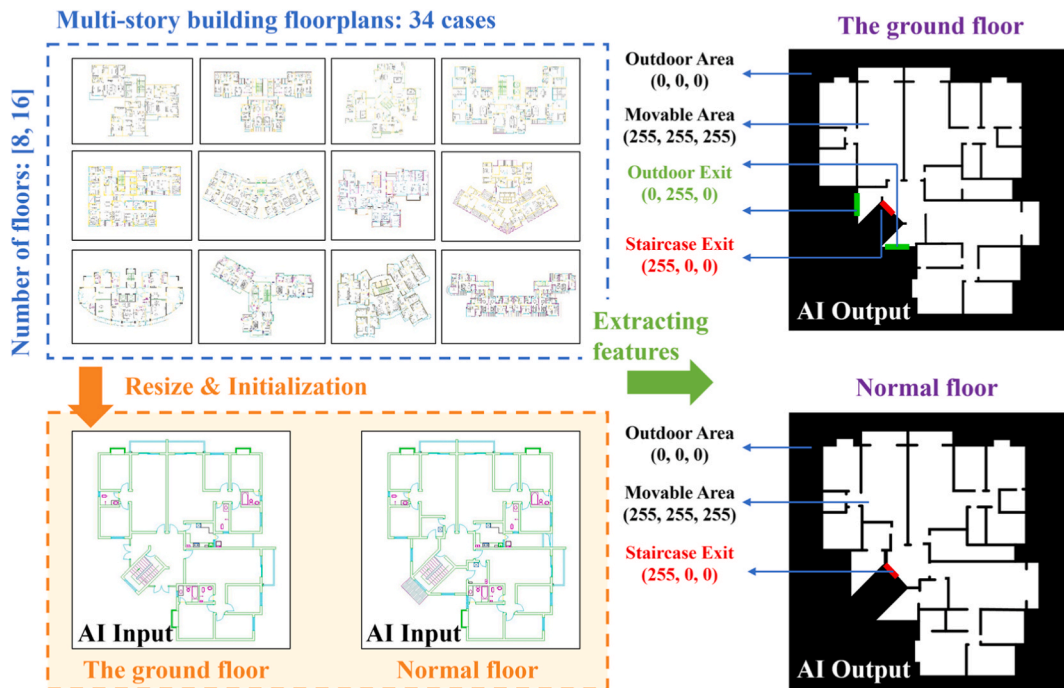 Multi-story building floorplans: 34 cases
Number of floors: [8, 16]
Resize & Initialization
AI Input
The ground floor
AI Input
Normal floor
Extracting
features
The ground floor
Outdoor Area
(0, 0, 0)
Movable Area
(255, 255, 255)
Outdoor Exit
(0, 255, 0)
Staircase Exit
(255, 0, 0)
AI Output
Normal floor
Outdoor Area
(0, 0, 0)
Movable Area
(255, 255, 255)
Staircase Exit
(255, 0, 0)
AI Output